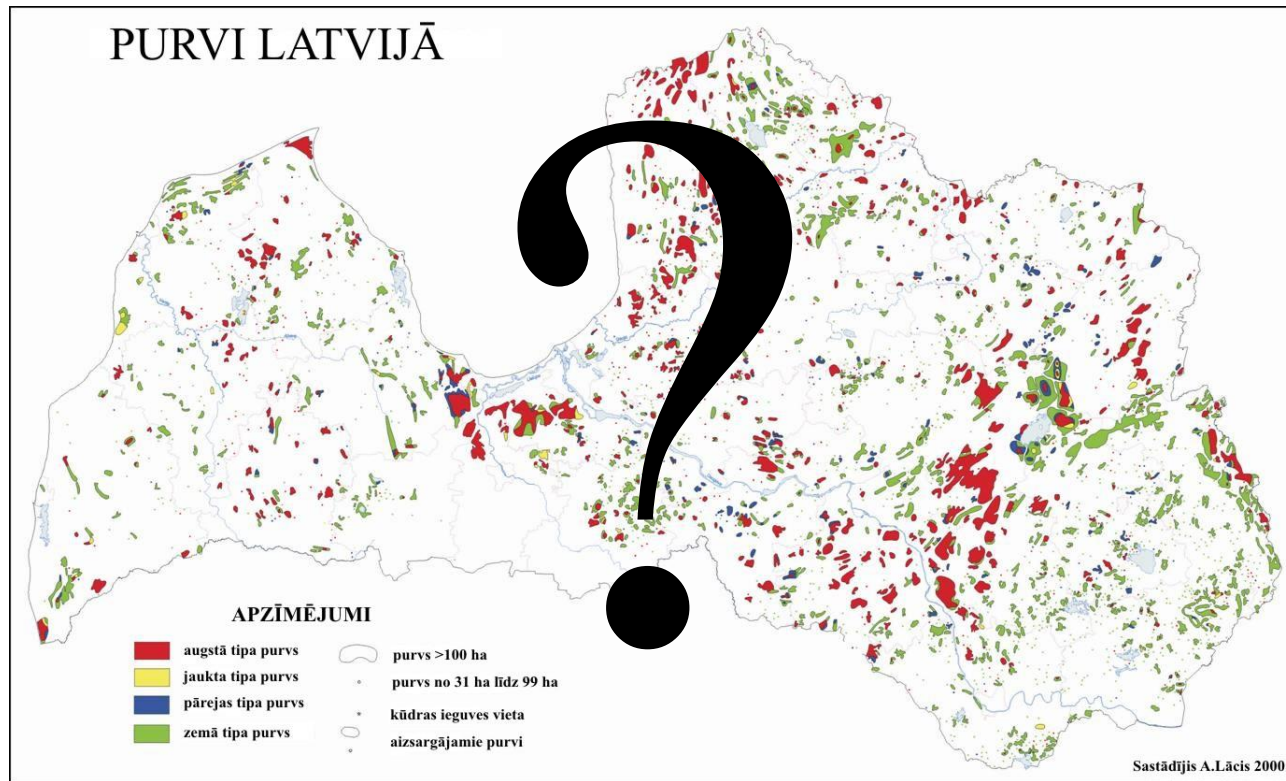 PURVI LATVIJĀ
?
APZĪMĒJUMI
augstā tipa purvs
jaukta tipa purvs
pārejas tipa purvs
zemā tipa purvs
purvs >100 ha
purvs no 31 ha līdz 99 ha
kūdras ieguves vieta
aizsargājamie purvi
Sastādījis A.Lācis 2000